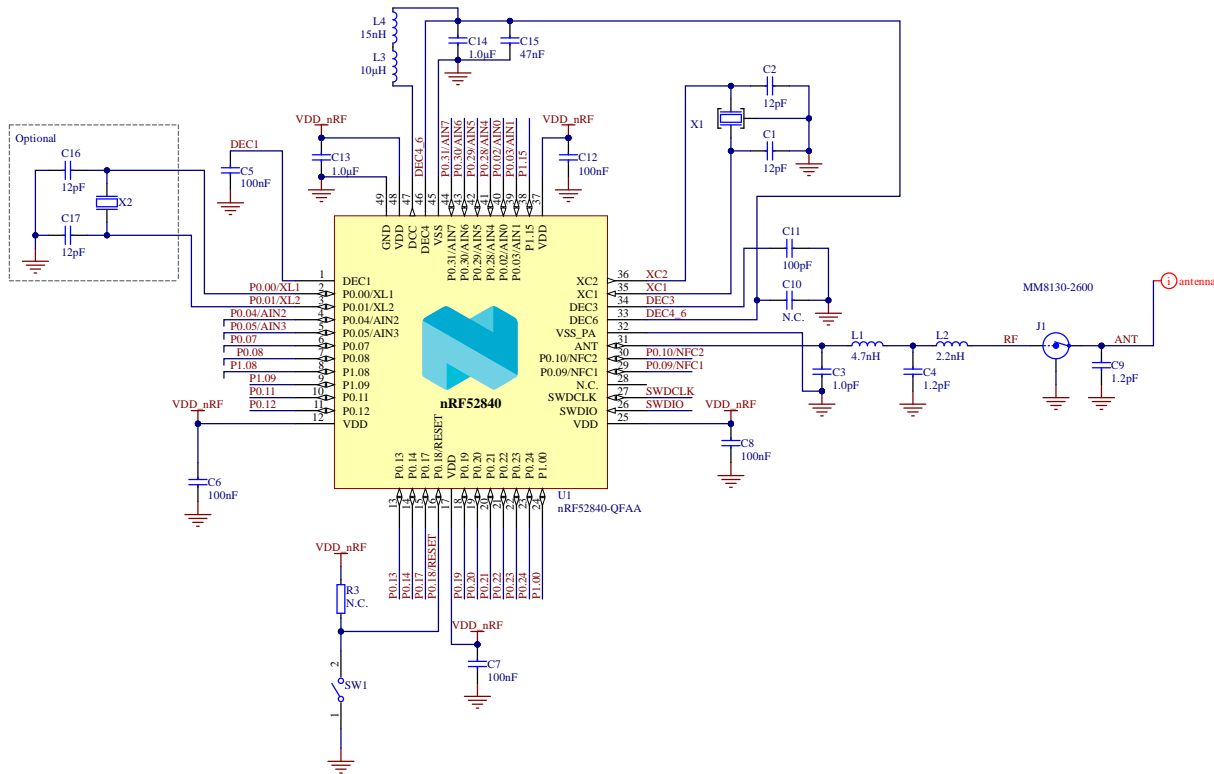 L4
15nH
L3
10µH
C14
1.0µF
C15
47nF
C2
12pF
X1
C1
12pF
Optional
C16
12pF
X2
C17
12pF
DEC1
C5
100nF
VDD_nRF
C13
1.0µF
DEC4_6
P0.31/AIN7
P0.30/AIN6
P0.29/AIN5
P0.28/AIN4
P0.02/AIN0
P0.03/AIN1
P1.15
VDD_nRF
C12
100nF
49 48 47 46 45 44 43 42 41 40 39 38 37
GND
VDD
DCC
DEC4
VSS
P0.31/AIN7
P0.30/AIN6
P0.29/AIN5
P0.28/AIN4
P0.02/AIN0
P0.03/AIN1
P1.15
VDD
1 DEC1
P0.00/XL1 2 P0.00/XL1
P0.01/XL2 3 P0.01/XL2
P0.04/AIN2 4 P0.04/AIN2
P0.05/AIN3 5 P0.05/AIN3
P0.07 6 P0.07
P0.08 7 P0.08
P1.08 8 P1.08
P1.09 9 P1.09
P0.11 10 P0.11
P0.12 11 P0.12
12 VDD
VDD_nRF
C6
100nF
nRF52840
XC2 36 XC2
XC1 35 XC1
DEC3 34 DEC3
DEC6 33 DEC4_6
VSS_PA 32
ANT 31
P0.10/NFC2 30 P0.10/NFC2
P0.09/NFC1 29 P0.09/NFC1
N.C. 28
SWDCLK 27 SWDCLK
SWDIO 26 SWDIO
VDD 25
C11
100pF
C10
N.C.
L1
4.7nH
L2
2.2nH
C3
1.0pF
C4
1.2pF
RF
MM8130-2600
J1
ANT
C9
1.2pF
i antenna
VDD_nRF
C8
100nF
P0.13
P0.14
P0.17
P0.18/RESET
VDD
P0.19
P0.20
P0.21
P0.22
P0.23
P0.24
P1.00
13 14 15 16 17 18 19 20 21 22 23 24
U1
nRF52840-QFAA
P0.13
P0.14
P0.17
P0.18/RESET
P0.19
P0.20
P0.21
P0.22
P0.23
P0.24
P1.00
VDD_nRF
R3
N.C.
2
SW1
1
VDD_nRF
C7
100nF